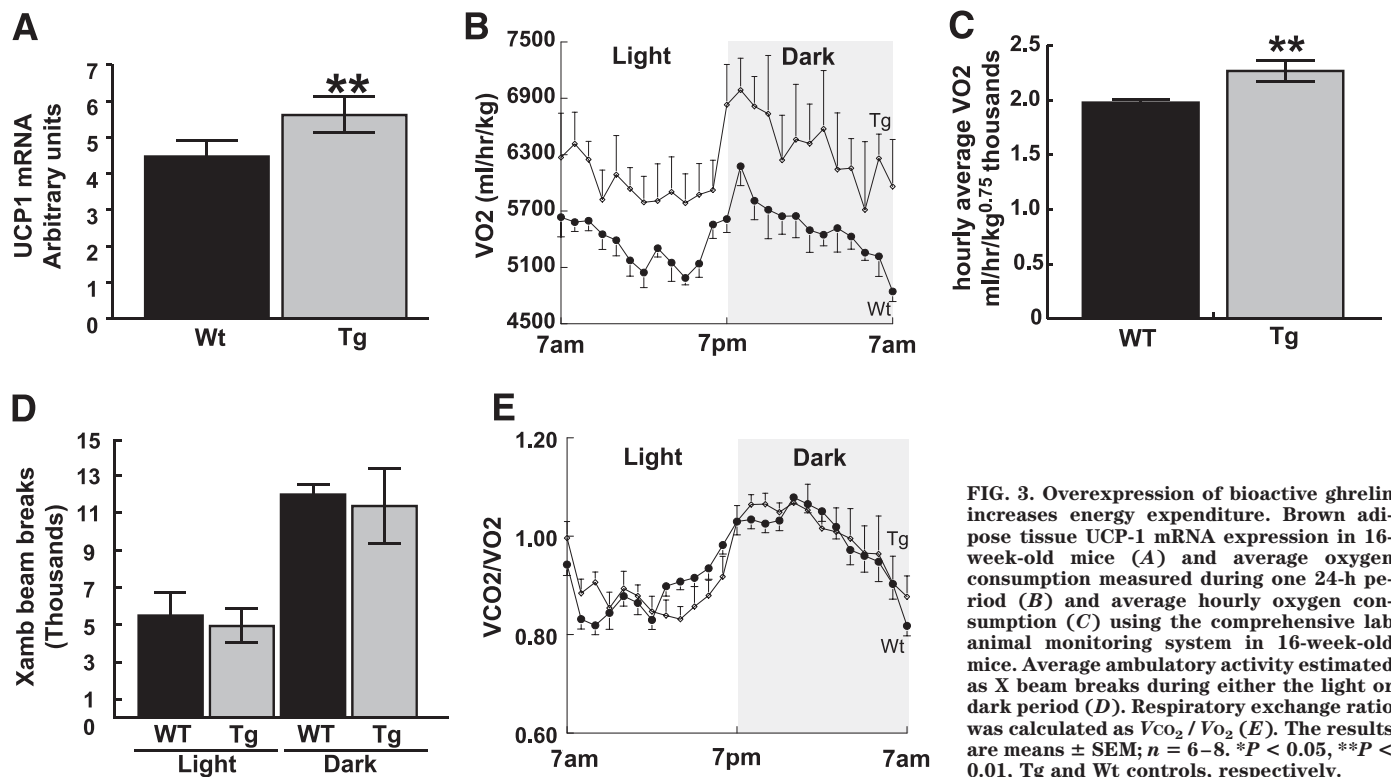 A
UCP1 mRNA
Arbitrary units
7
6
5
4
3
2
1
0
**
Wt
Tg
B
VO2 (ml/hr/kg)
7500
6900
6300
5700
5100
4500
Light
Dark
Tg
Wt
7am
7pm
7am
C
hourly average VO2
ml/hr/kg0.75 thousands
2.5
2.0
1.5
1.0
0.5
0
**
WT
Tg
D
Xamb beam breaks
(Thousands)
15
13
11
9
7
5
3
1
0
WT
Tg
WT
Tg
Light
Dark
E
VCO2/VO2
1.20
1.00
0.80
0.60
Light
Dark
Tg
Wt
7am
7pm
7am
FIG. 3. Overexpression of bioactive ghrelin
increases energy expenditure. Brown adi-
pose tissue UCP-1 mRNA expression in 16-
week-old mice (A) and average oxygen
consumption measured during one 24-h pe-
riod (B) and average hourly oxygen con-
sumption (C) using the comprehensive lab
animal monitoring system in 16-week-old
mice. Average ambulatory activity estimated
as X beam breaks during either the light or
dark period (D). Respiratory exchange ratio
was calculated as VCO2 / VO2 (E). The results
are means ± SEM; n = 6–8. *P < 0.05, **P <
0.01, Tg and Wt controls, respectively.